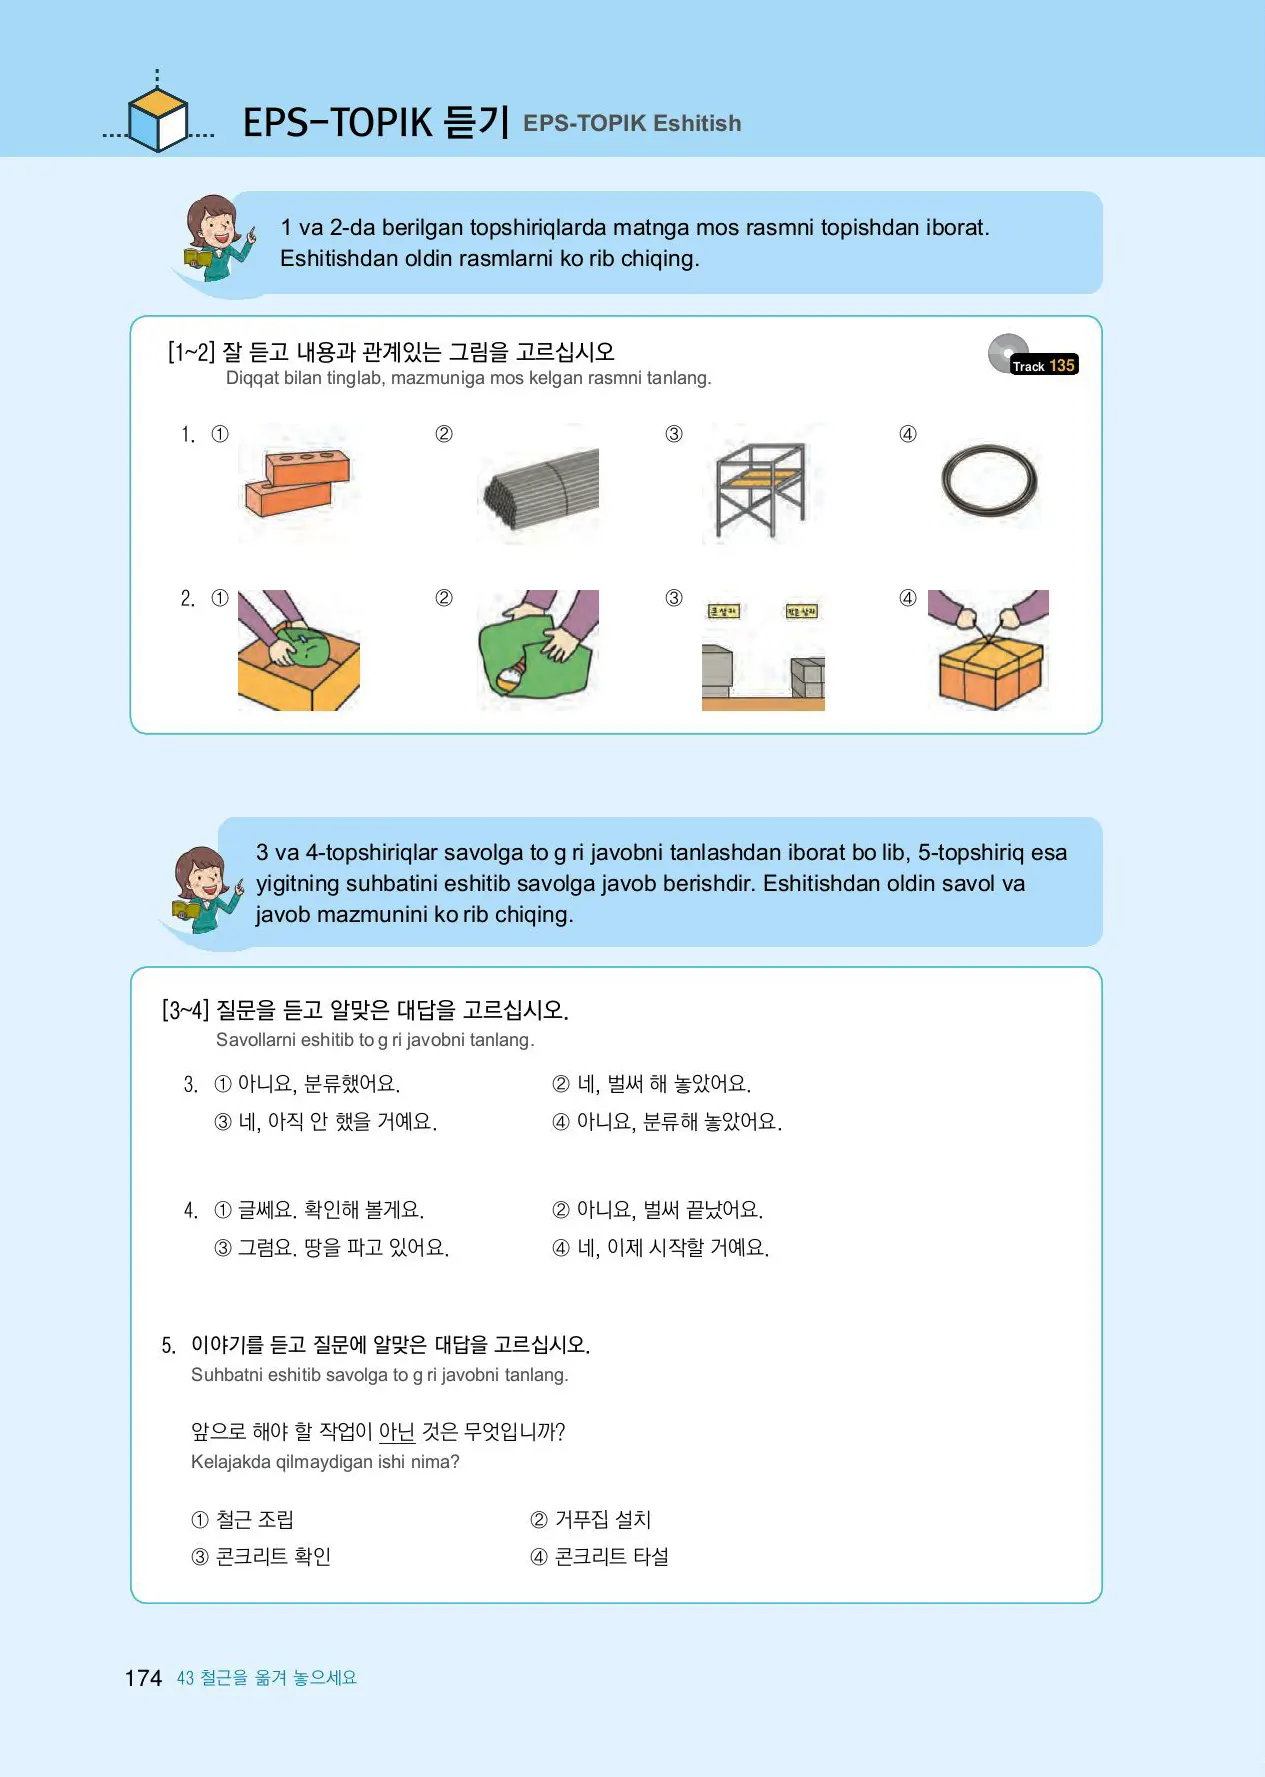 EPS-TOPIK 듣기 EPS-TOPIK Eshitish
1 va 2-da berilgan topshiriqlarda matnga mos rasmni topishdan iborat.
Eshitishdan oldin rasmlarni ko rib chiqing.
[1~2] 잘 듣고 내용과 관계있는 그림을 고르십시오
Diqqat bilan tinglab, mazmuniga mos kelgan rasmni tanlang.
Track 135
1. ① ② ③ ④
2. ① ② ③ ④
큰 상자 작은 상자
3 va 4-topshiriqlar savolga to g ri javobni tanlashdan iborat bo lib, 5-topshiriq esa
yigitning suhbatini eshitib savolga javob berishdir. Eshitishdan oldin savol va
javob mazmunini ko rib chiqing.
[3~4] 질문을 듣고 알맞은 대답을 고르십시오.
Savollarni eshitib to g ri javobni tanlang.
3. ① 아니요, 분류했어요. ② 네, 벌써 해 놓았어요.
③ 네, 아직 안 했을 거예요. ④ 아니요, 분류해 놓았어요.
4. ① 글쎄요. 확인해 볼게요. ② 아니요, 벌써 끝났어요.
③ 그럼요. 땅을 파고 있어요. ④ 네, 이제 시작할 거예요.
5. 이야기를 듣고 질문에 알맞은 대답을 고르십시오.
Suhbatni eshitib savolga to g ri javobni tanlang.
앞으로 해야 할 작업이 아닌 것은 무엇입니까?
Kelajakda qilmaydigan ishi nima?
① 철근 조립 ② 거푸집 설치
③ 콘크리트 확인 ④ 콘크리트 타설
174 43 철근을 옮겨 놓으세요